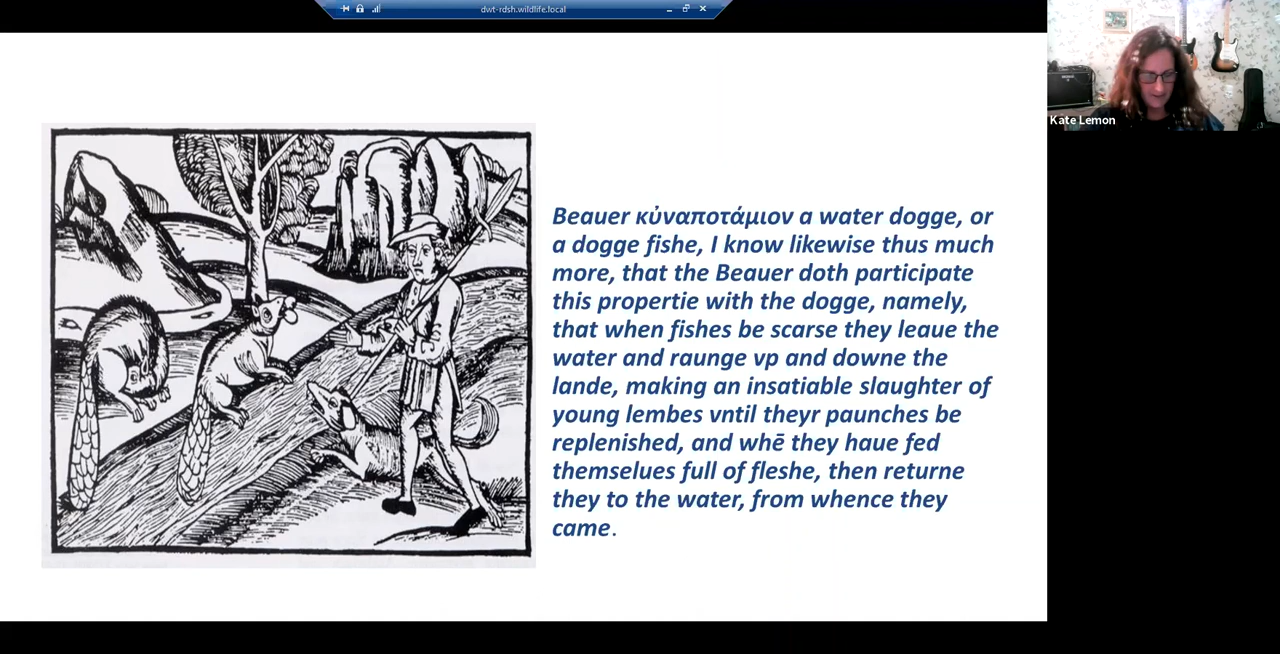 dwt-rdsh.wildlife.local
Kate Lemon
Beauer κὐναποτάμιον a water dogge, or
a dogge fishe, I know likewise thus much
more, that the Beauer doth participate
this propertie with the dogge, namely,
that when fishes be scarse they leaue the
water and raunge vp and downe the
lande, making an insatiable slaughter of
young lembes vntil theyr paunches be
replenished, and whē they haue fed
themselues full of fleshe, then returne
they to the water, from whence they
came.